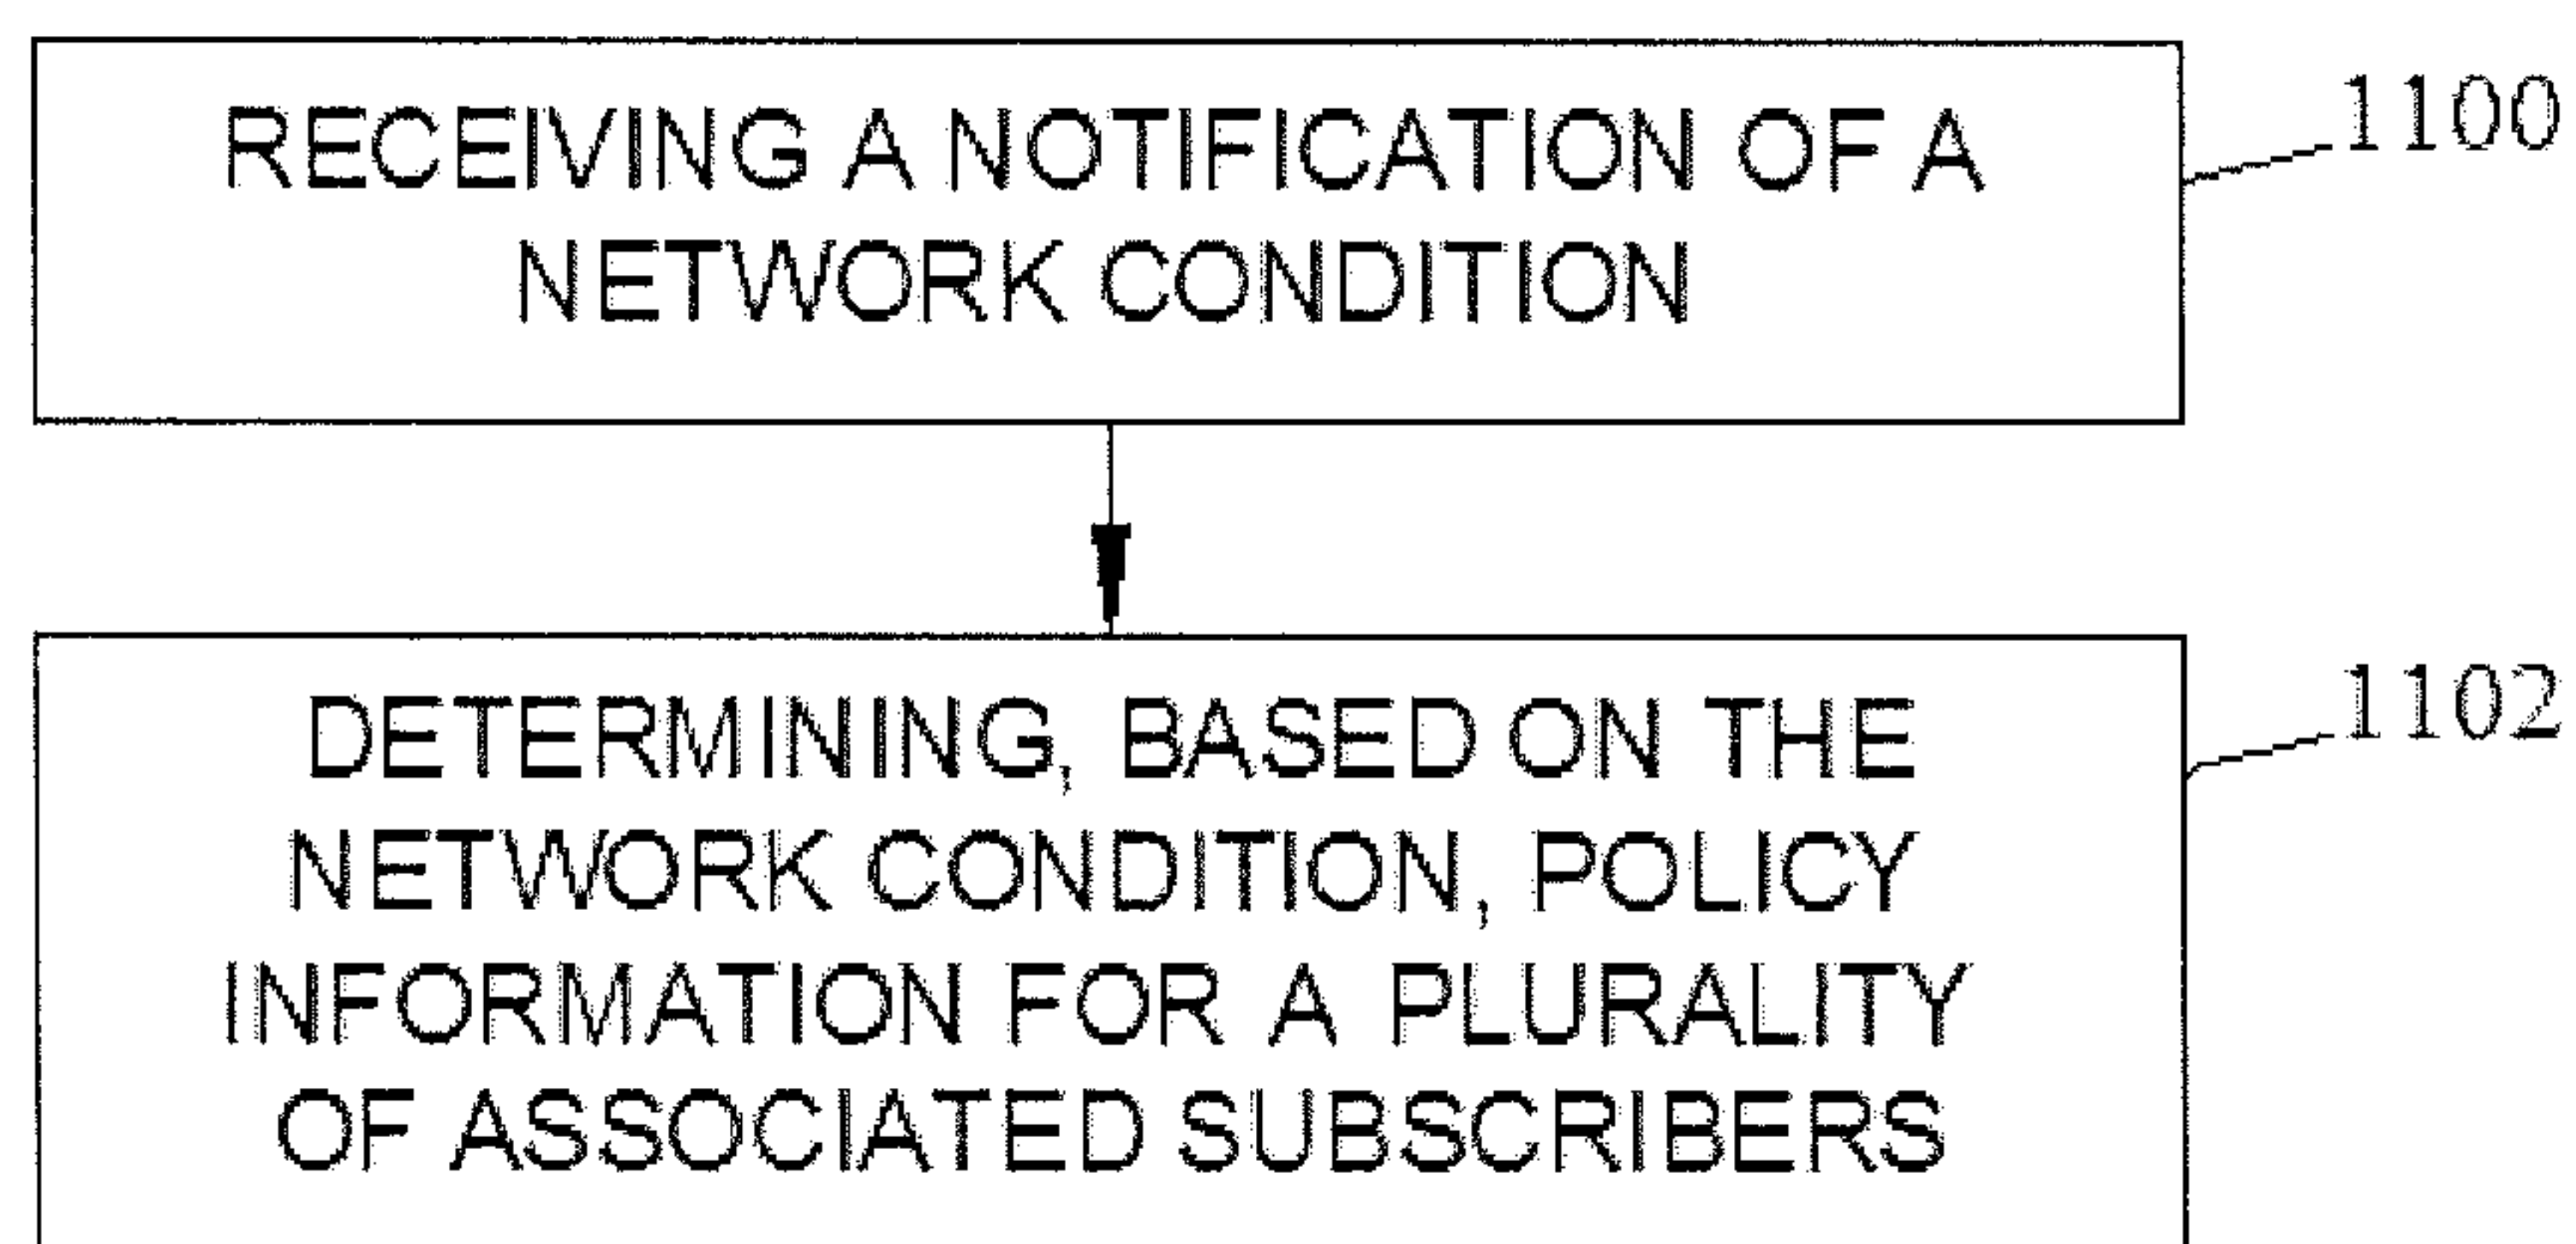 RECEIVING A NOTIFICATION OF A
NETWORK CONDITION
1100
DETERMINING, BASED ON THE
NETWORK CONDITION, POLICY
INFORMATION FOR A PLURALITY
OF ASSOCIATED SUBSCRIBERS
1102